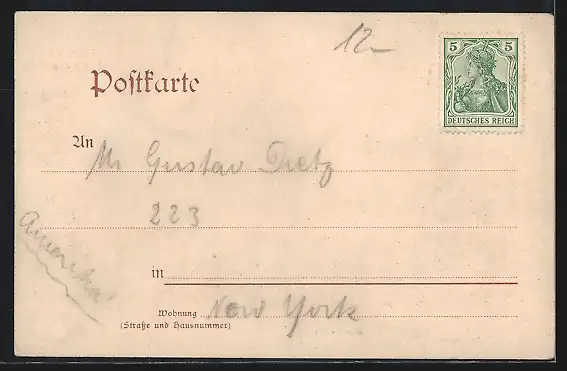 12—
5 5
DEUTSCHES REICH
Postkarte
An Mr Gustav Dietz
223
Amerika
in
Wohnung New York
(Straße und Hausnummer)